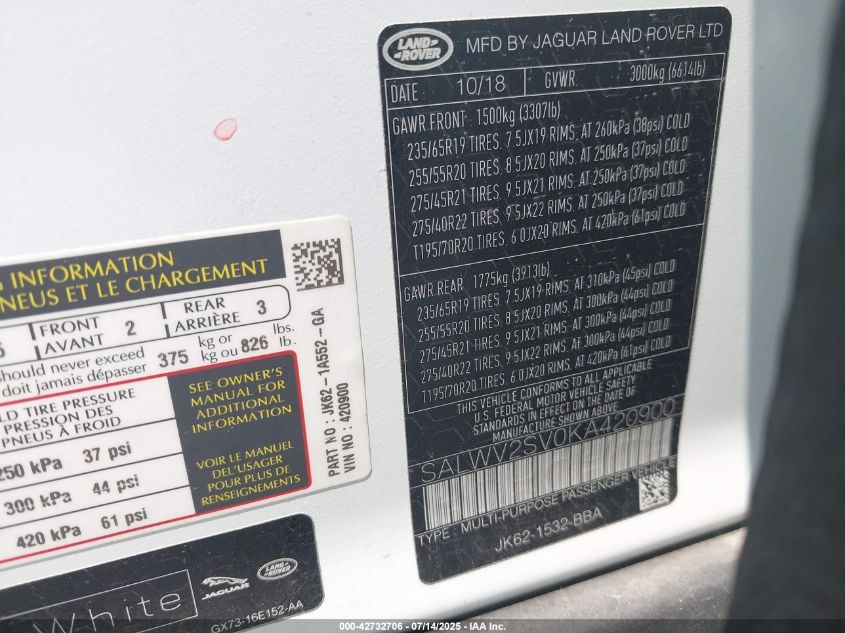 LAND ROVER
MFD BY JAGUAR LAND ROVER LTD
DATE: 10/18 GVWR: 3000kg (6614lb)
GAWR FRONT: 1500kg (3307lb)
235/65R19 TIRES. 7.5JX19 RIMS. AT 260kPa (38psi) COLD
255/55R20 TIRES. 8.5JX20 RIMS. AT 250kPa (37psi) COLD
275/45R21 TIRES. 9.5JX21 RIMS. AT 250kPa (37psi) COLD
275/40R22 TIRES. 9.5JX22 RIMS. AT 250kPa (37psi) COLD
T195/70R20 TIRES. 6.0JX20 RIMS. AT 420kPa (61psi) COLD
GAWR REAR: 1775kg (3913lb)
235/65R19 TIRES. 7.5JX19 RIMS. AT 310kPa (45psi) COLD
255/55R20 TIRES. 8.5JX20 RIMS. AT 300kPa (44psi) COLD
275/45R21 TIRES. 9.5JX21 RIMS. AT 300kPa (44psi) COLD
275/40R22 TIRES. 9.5JX22 RIMS. AT 300kPa (44psi) COLD
T195/70R20 TIRES. 6.0JX20 RIMS. AT 420kPa (61psi) COLD
THIS VEHICLE CONFORMS TO ALL APPLICABLE
U.S. FEDERAL MOTOR VEHICLE SAFETY
STANDARDS IN EFFECT ON THE DATE OF
MANUFACTURE SHOWN ABOVE
SALWV2SV0KA420900
TYPE: MULTI-PURPOSE PASSENGER VEHICLE
JK62-1532-BBA
INFORMATION
PNEUS ET LE CHARGEMENT
FRONT AVANT 2 REAR ARRIÈRE 3
should never exceed
doit jamais dépasser 375 kg or kg ou 826 lbs. lb.
TIRE PRESSURE
PRESSION DES
PNEUS À FROID
250 kPa 37 psi
300 kPa 44 psi
420 kPa 61 psi
SEE OWNER'S
MANUAL FOR
ADDITIONAL
INFORMATION
VOIR LE MANUEL
DEL'USAGER
POUR PLUS DE
RENSEIGNEMENTS
PART NO: JK62-1A552-GA
VIN NO: 420900
White
JAGUAR
LAND ROVER
GX73-16E152-AA
000-42732706 - 07/14/2025 - IAA Inc.